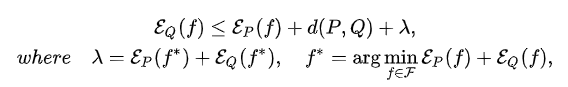 ℰ_Q(f) ≤ ℰ_P(f) + d(P, Q) + λ,
where λ = ℰ_P(f*) + ℰ_Q(f*), f* = arg min_{f∈ℱ} ℰ_P(f) + ℰ_Q(f),